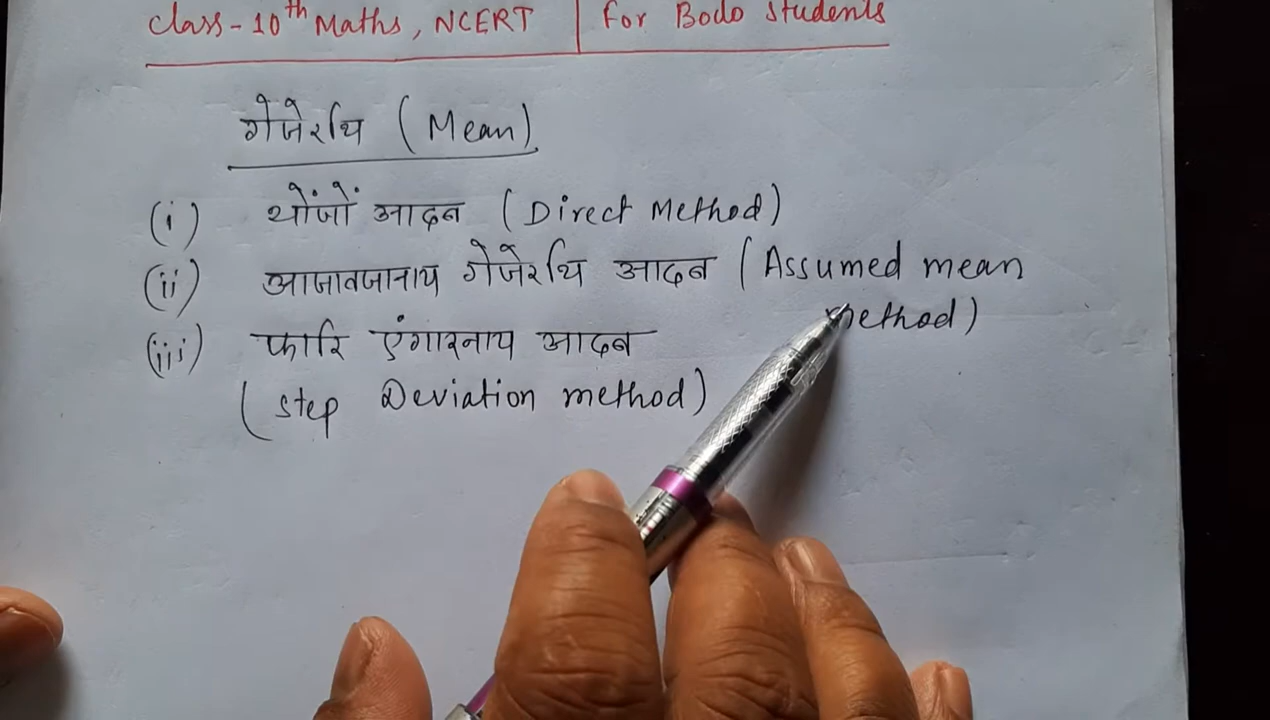 Class - 10th Maths, NCERT | For Bodo Students
गेजेरथि (Mean)
(i) थोंजों आदब (Direct Method)
(ii) आजावजानाय गेजेरथि आदब (Assumed mean
method)
(iii) फारि एंगारनाय आदब
(step Deviation method)